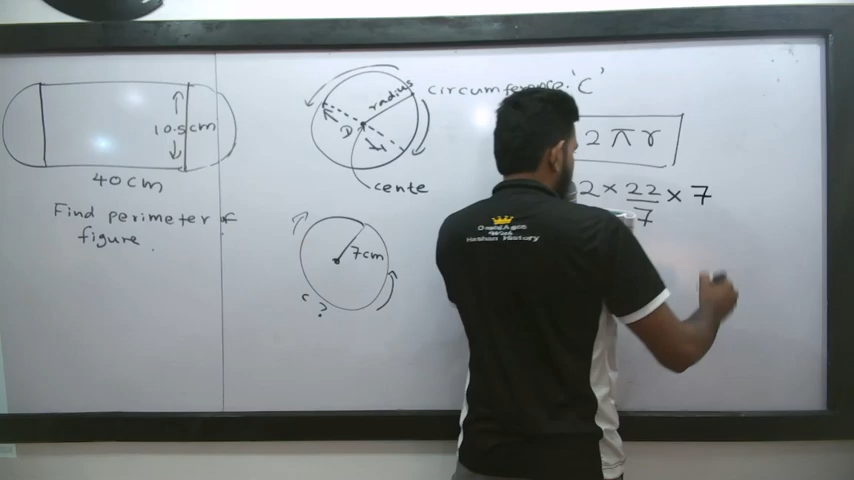 10.5cm
40cm
Find perimeter of
figure.
radius
D
cente
circumference 'C'
2πr
2 × 22/7 × 7
7cm
c ?